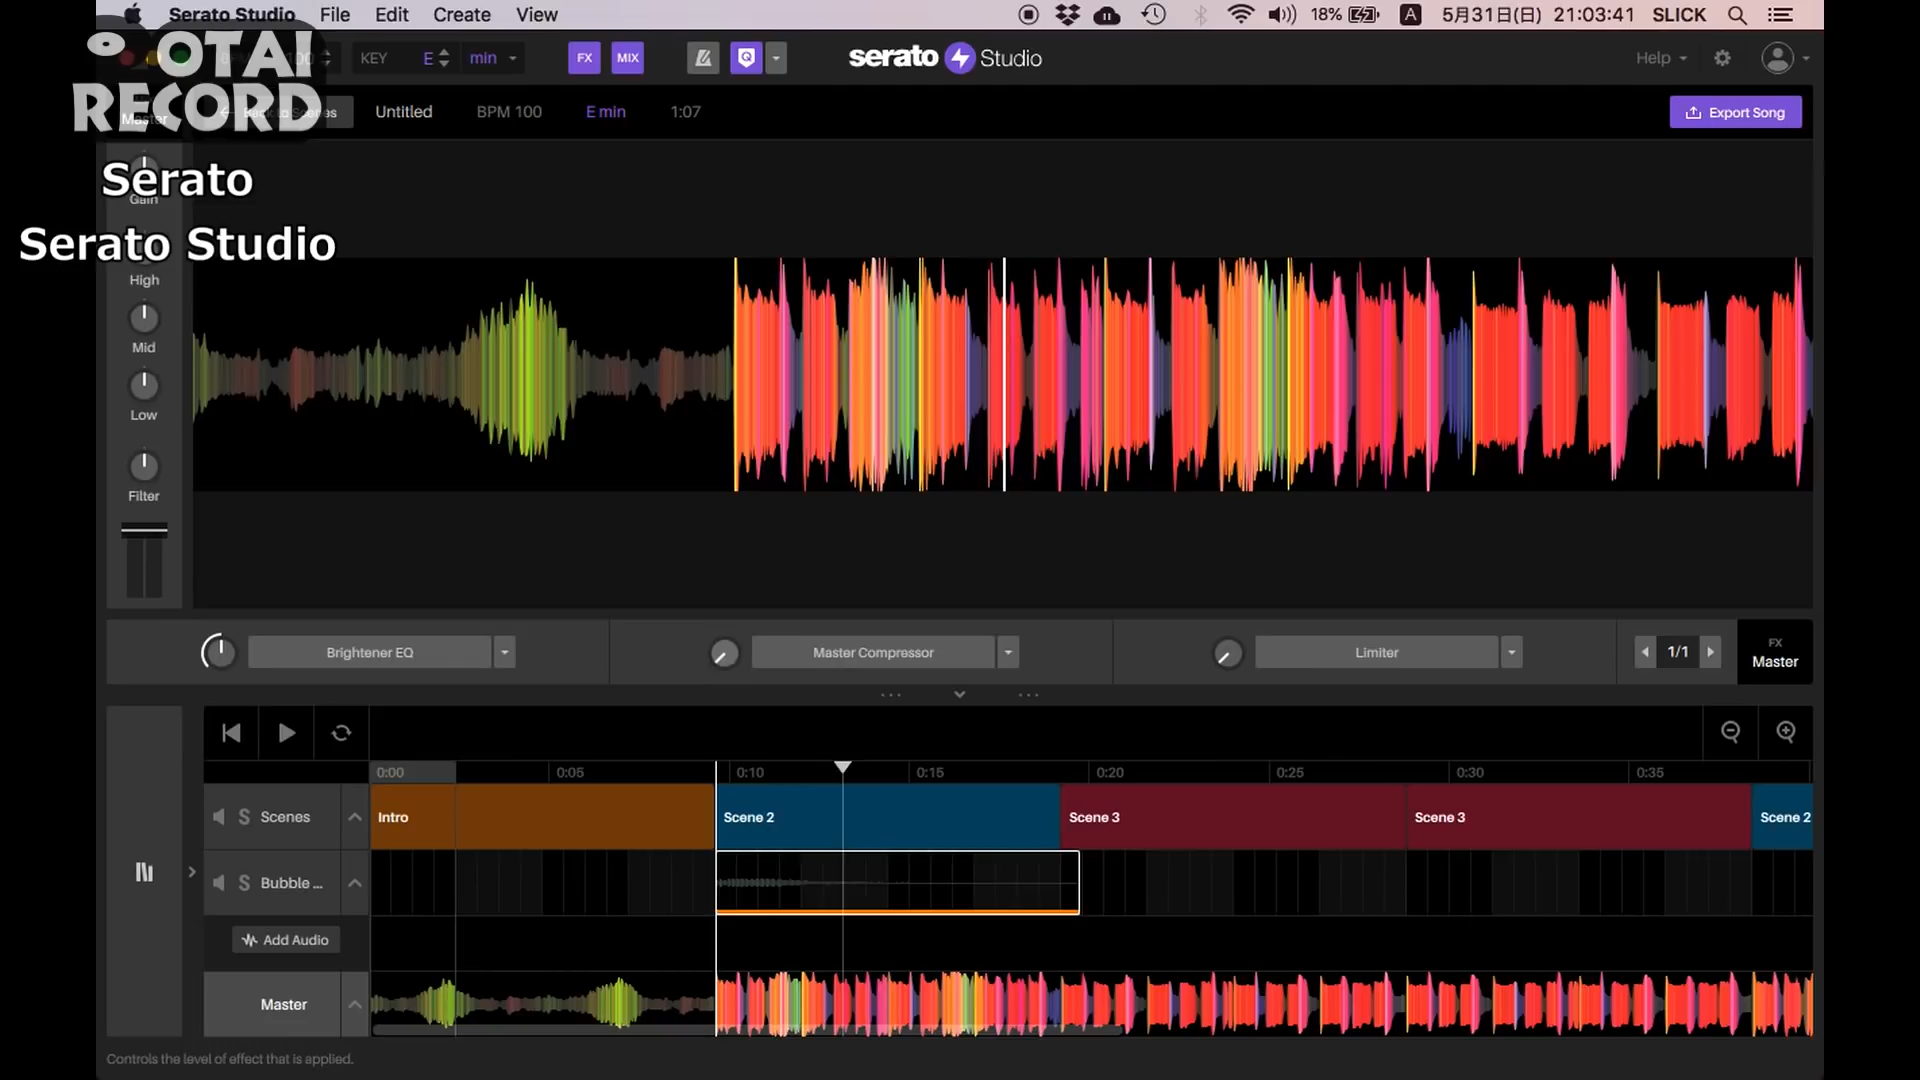 Serato Studio File Edit Create View 18% A 5月31日(日) 21:03:41 SLICK
OTAI
RECORD
100 KEY E min FX MIX serato Studio Help
Untitled BPM 100 E min 1:07 Export Song
Master
Serato
Gain
Serato Studio
High
Mid
Low
Filter
Brightener EQ Master Compressor Limiter 1/1 FX
Master
0:00 0:05 0:10 0:15 0:20 0:25 0:30 0:35
S Scenes Intro Scene 2 Scene 3 Scene 3 Scene 2
S Bubble ...
Add Audio
Master
Controls the level of effect that is applied.